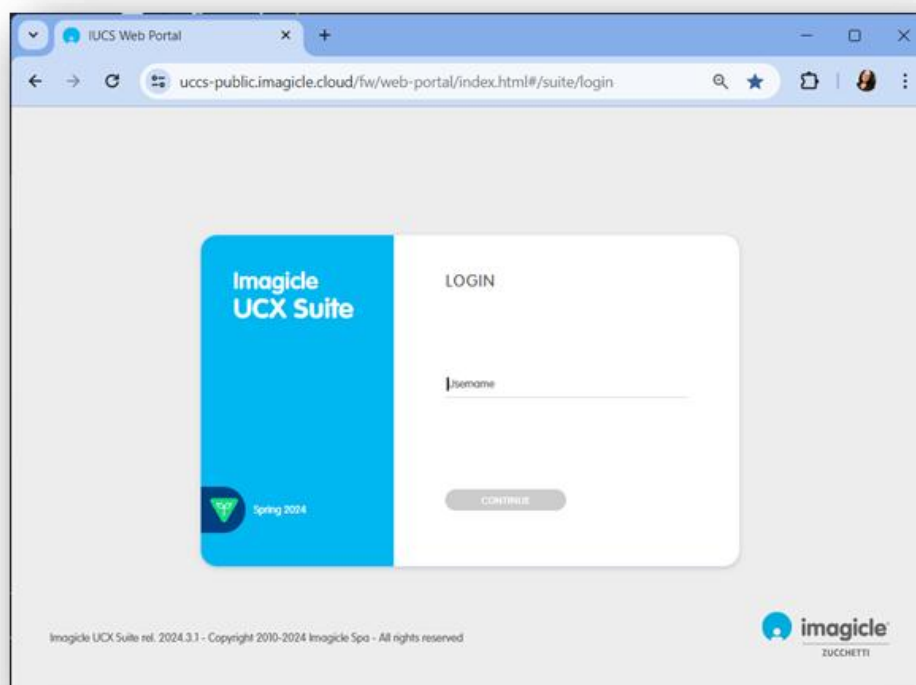 IUCS Web Portal
uccs-public.imagicle.cloud/fw/web-portal/index.html#/suite/login
Imagicle
UCX Suite
LOGIN
Username
CONTINUE
Spring 2024
Imagicle UCX Suite rel. 2024.3.1 - Copyright 2010-2024 Imagicle Spa - All rights reserved
imagicle
ZUCCHETTI